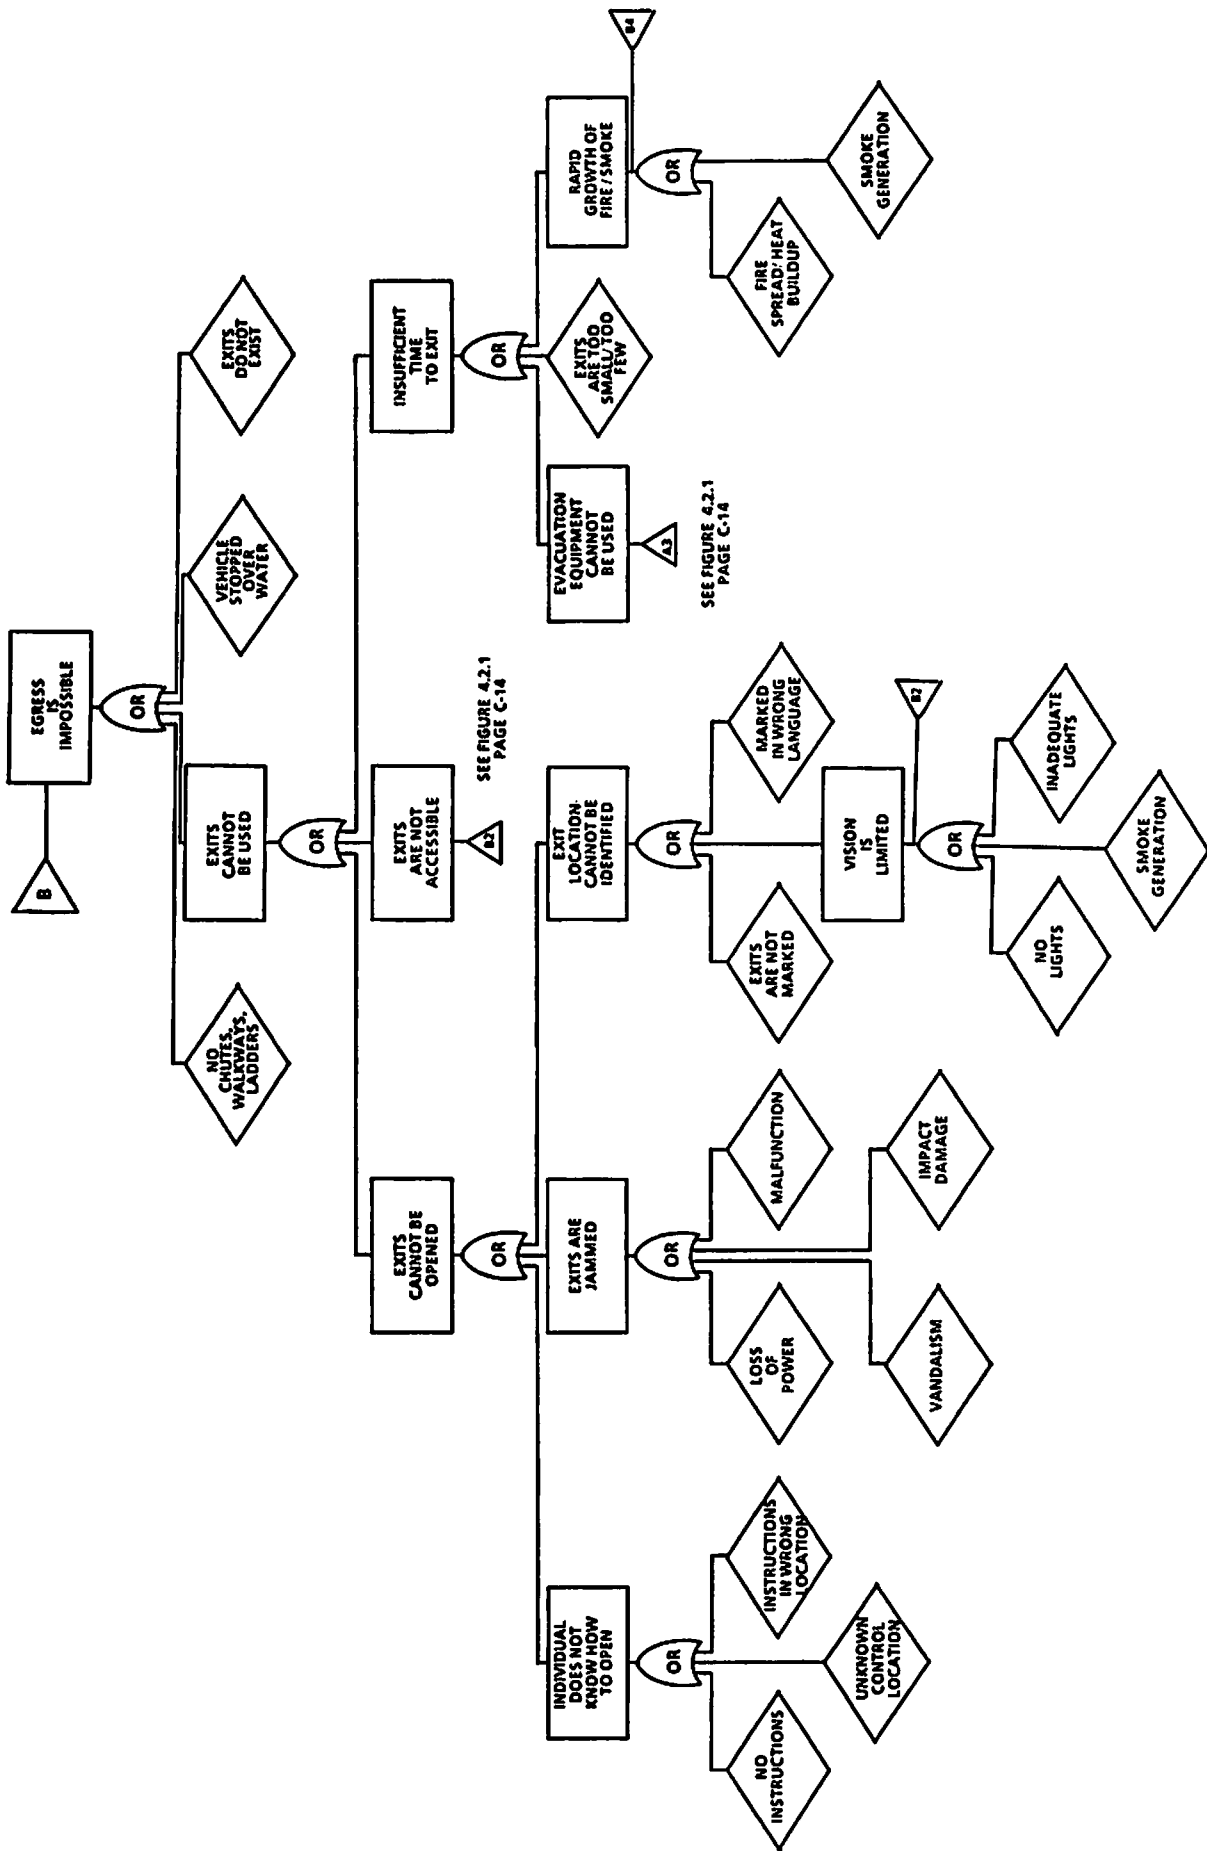 B
EGRESS
IS
IMPOSSIBLE
OR
NO
CHUTES,
WALKWAYS,
LADDERS
EXITS
CANNOT
BE USED
VEHICLE
STOPPED
OVER
WATER
EXITS
DO NOT
EXIST
OR
EXITS
CANNOT BE
OPENED
EXITS
ARE NOT
ACCESSIBLE
B2
SEE FIGURE 4.2.1
PAGE C-14
INSUFFICIENT
TIME
TO EXIT
OR
OR
INDIVIDUAL
DOES NOT
KNOW HOW
TO OPEN
EXITS ARE
JAMMED
EXIT
LOCATION
CANNOT BE
IDENTIFIED
EVACUATION
EQUIPMENT
CANNOT
BE USED
A3
SEE FIGURE 4.2.1
PAGE C-14
EXITS
ARE TOO
SMALL/TOO
FEW
RAPID
GROWTH OF
FIRE / SMOKE
B4
OR
OR
OR
OR
NO
INSTRUCTIONS
UNKNOWN
CONTROL
LOCATION
INSTRUCTIONS
IN WRONG
LOCATION
LOSS
OF
POWER
VANDALISM
IMPACT
DAMAGE
MALFUNCTION
EXITS
ARE NOT
MARKED
VISION
IS
LIMITED
B2
MARKED
IN WRONG
LANGUAGE
FIRE
SPREAD/HEAT
BUILDUP
SMOKE
GENERATION
OR
NO
LIGHTS
SMOKE
GENERATION
INADEQUATE
LIGHTS